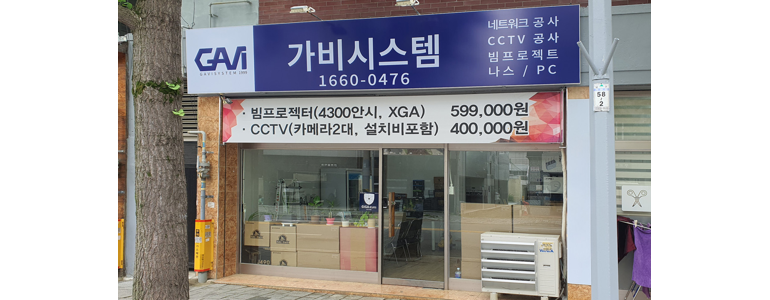 GAVi
GAVISYSTEM 1999
가비시스템
1660-0476
네트워크 공사
CCTV 공사
빔프로젝트
나스 / PC
· 빔프로젝터(4300안시, XGA) 599,000원
· CCTV(카메라2대, 설치비포함) 400,000원
58
2